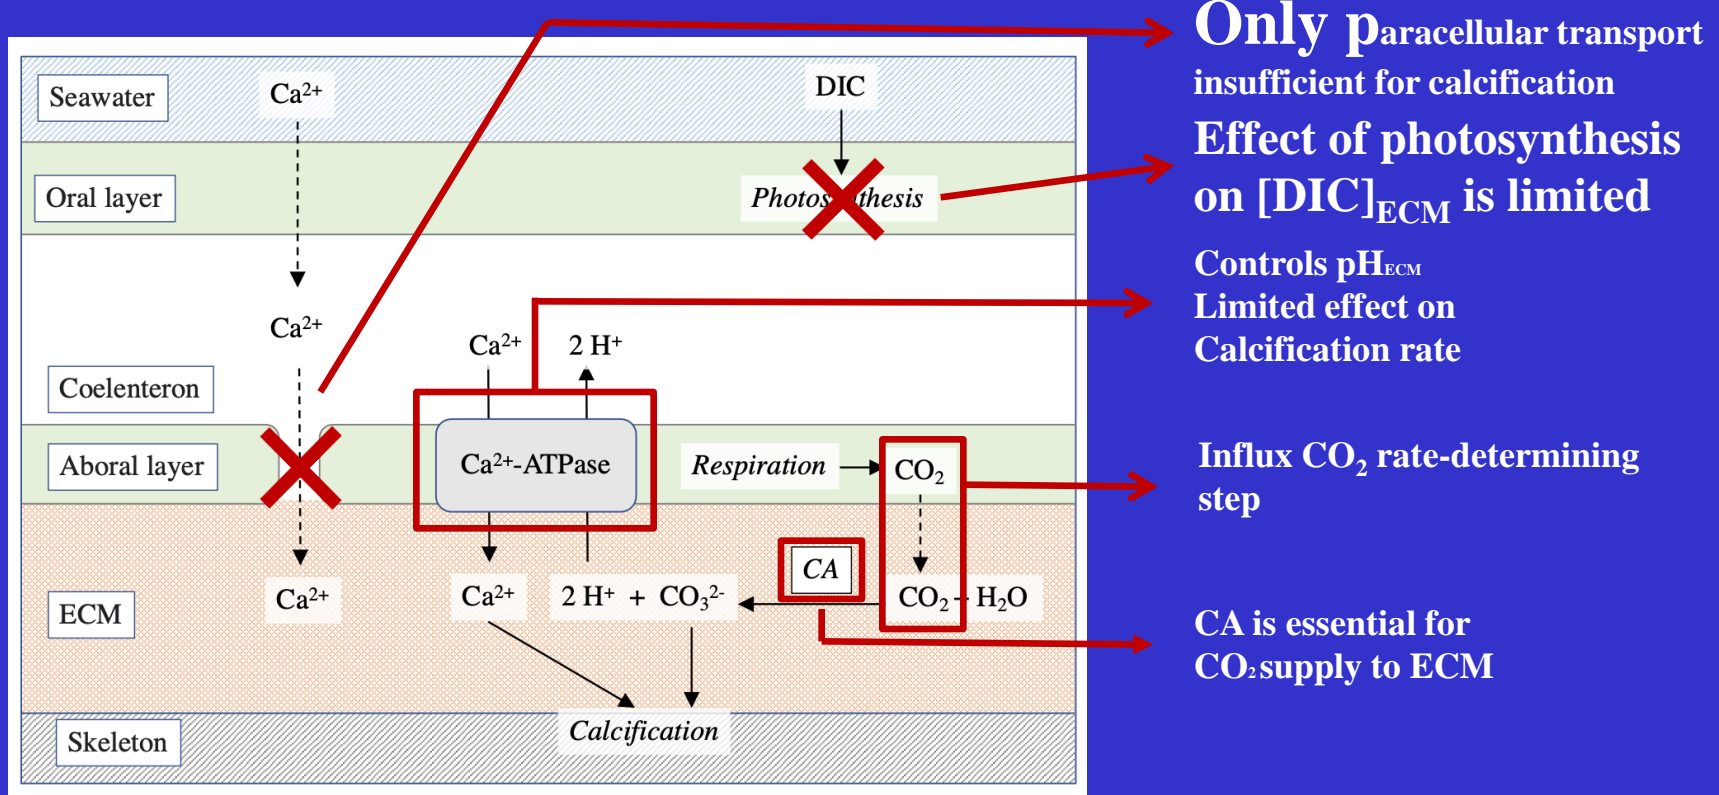 Only paracellular transport
insufficient for calcification
Effect of photosynthesis
on [DIC]ECM is limited
Controls pHECM
Limited effect on
Calcification rate
Influx CO2 rate-determining
step
CA is essential for
CO2 supply to ECM
Seawater
Ca2+
DIC
Oral layer
Photos thesis
Ca2+
Ca2+
2 H+
Coelenteron
Aboral layer
Ca2+-ATPase
Respiration
CO2
CA
ECM
Ca2+
Ca2+
2 H+ + CO32-
CO2 + H2O
Calcification
Skeleton